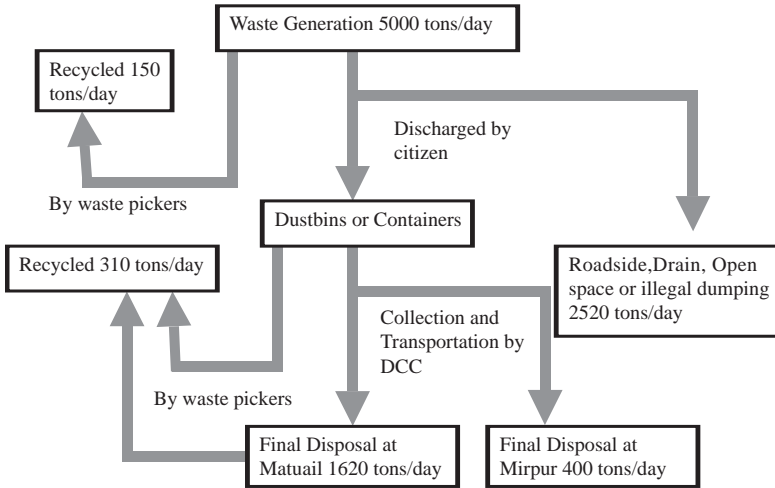 Waste Generation 5000 tons/day
Recycled 150
tons/day
Discharged by
citizen
By waste pickers
Dustbins or Containers
Recycled 310 tons/day
Roadside,Drain, Open
space or illegal dumping
2520 tons/day
Collection and
Transportation by
DCC
By waste pickers
Final Disposal at
Matuail 1620 tons/day
Final Disposal at
Mirpur 400 tons/day